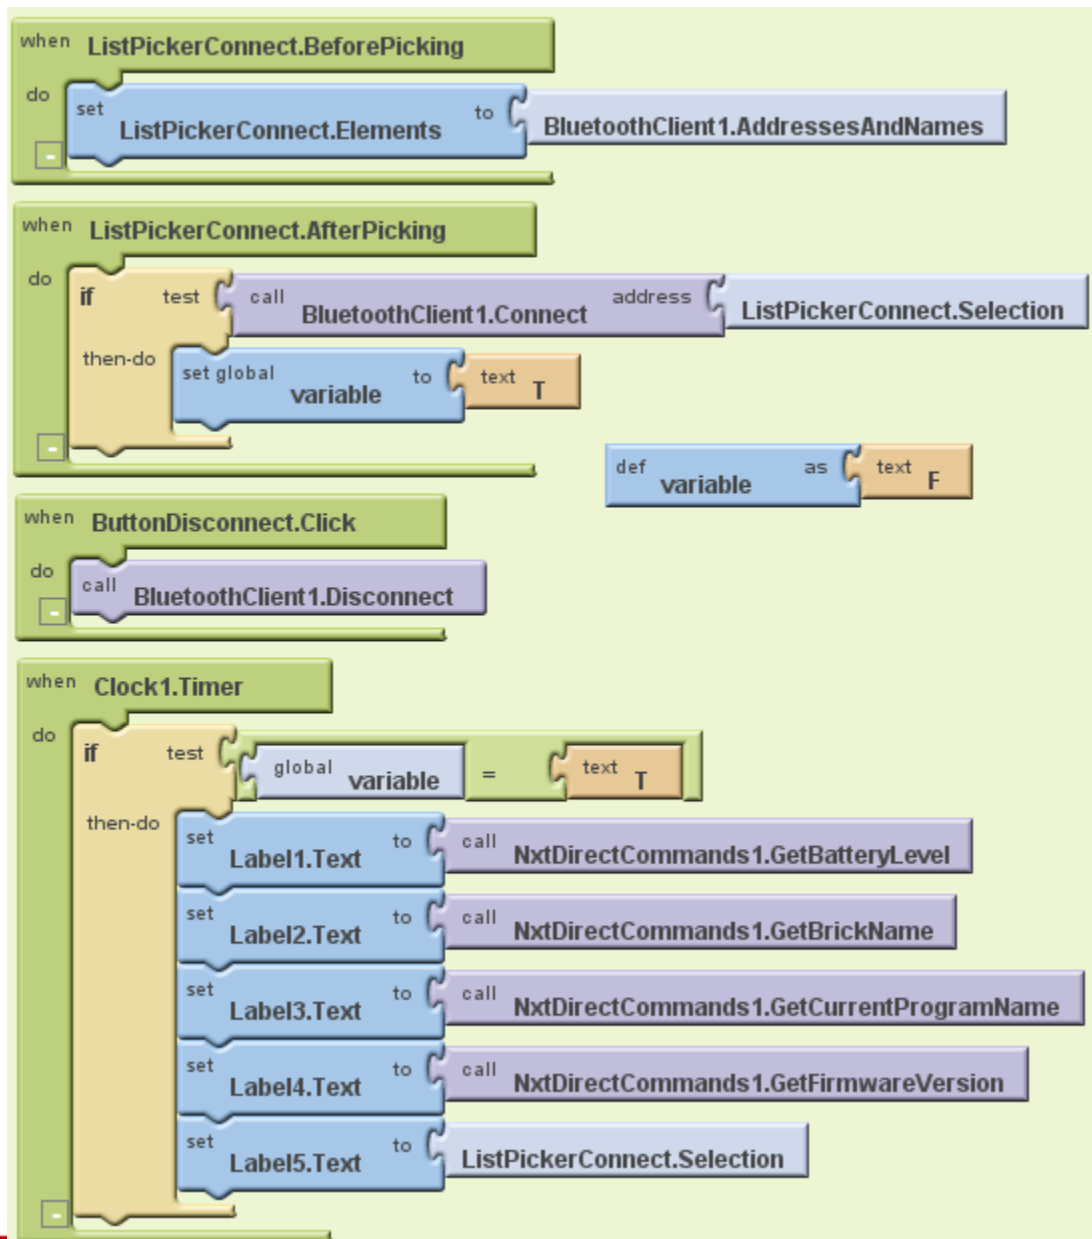 when ListPickerConnect.BeforePicking
do set ListPickerConnect.Elements to BluetoothClient1.AddressesAndNames
-
when ListPickerConnect.AfterPicking
do if test call BluetoothClient1.Connect address ListPickerConnect.Selection
then-do set global variable to text T
-
def variable as text F
when ButtonDisconnect.Click
do call BluetoothClient1.Disconnect
-
when Clock1.Timer
do if test global variable = text T
then-do set Label1.Text to call NxtDirectCommands1.GetBatteryLevel
set Label2.Text to call NxtDirectCommands1.GetBrickName
set Label3.Text to call NxtDirectCommands1.GetCurrentProgramName
set Label4.Text to call NxtDirectCommands1.GetFirmwareVersion
set Label5.Text to ListPickerConnect.Selection
-